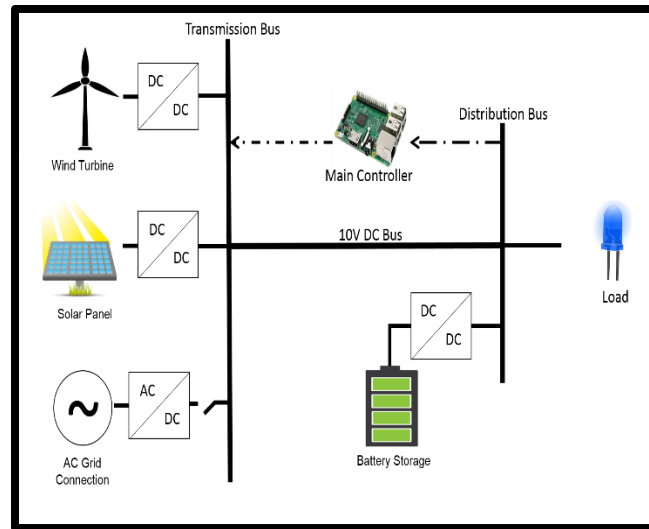 Transmission Bus
DC
DC
Wind Turbine
Distribution Bus
Main Controller
DC
DC
10V DC Bus
Solar Panel
Load
DC
DC
AC
DC
AC Grid
Connection
Battery Storage